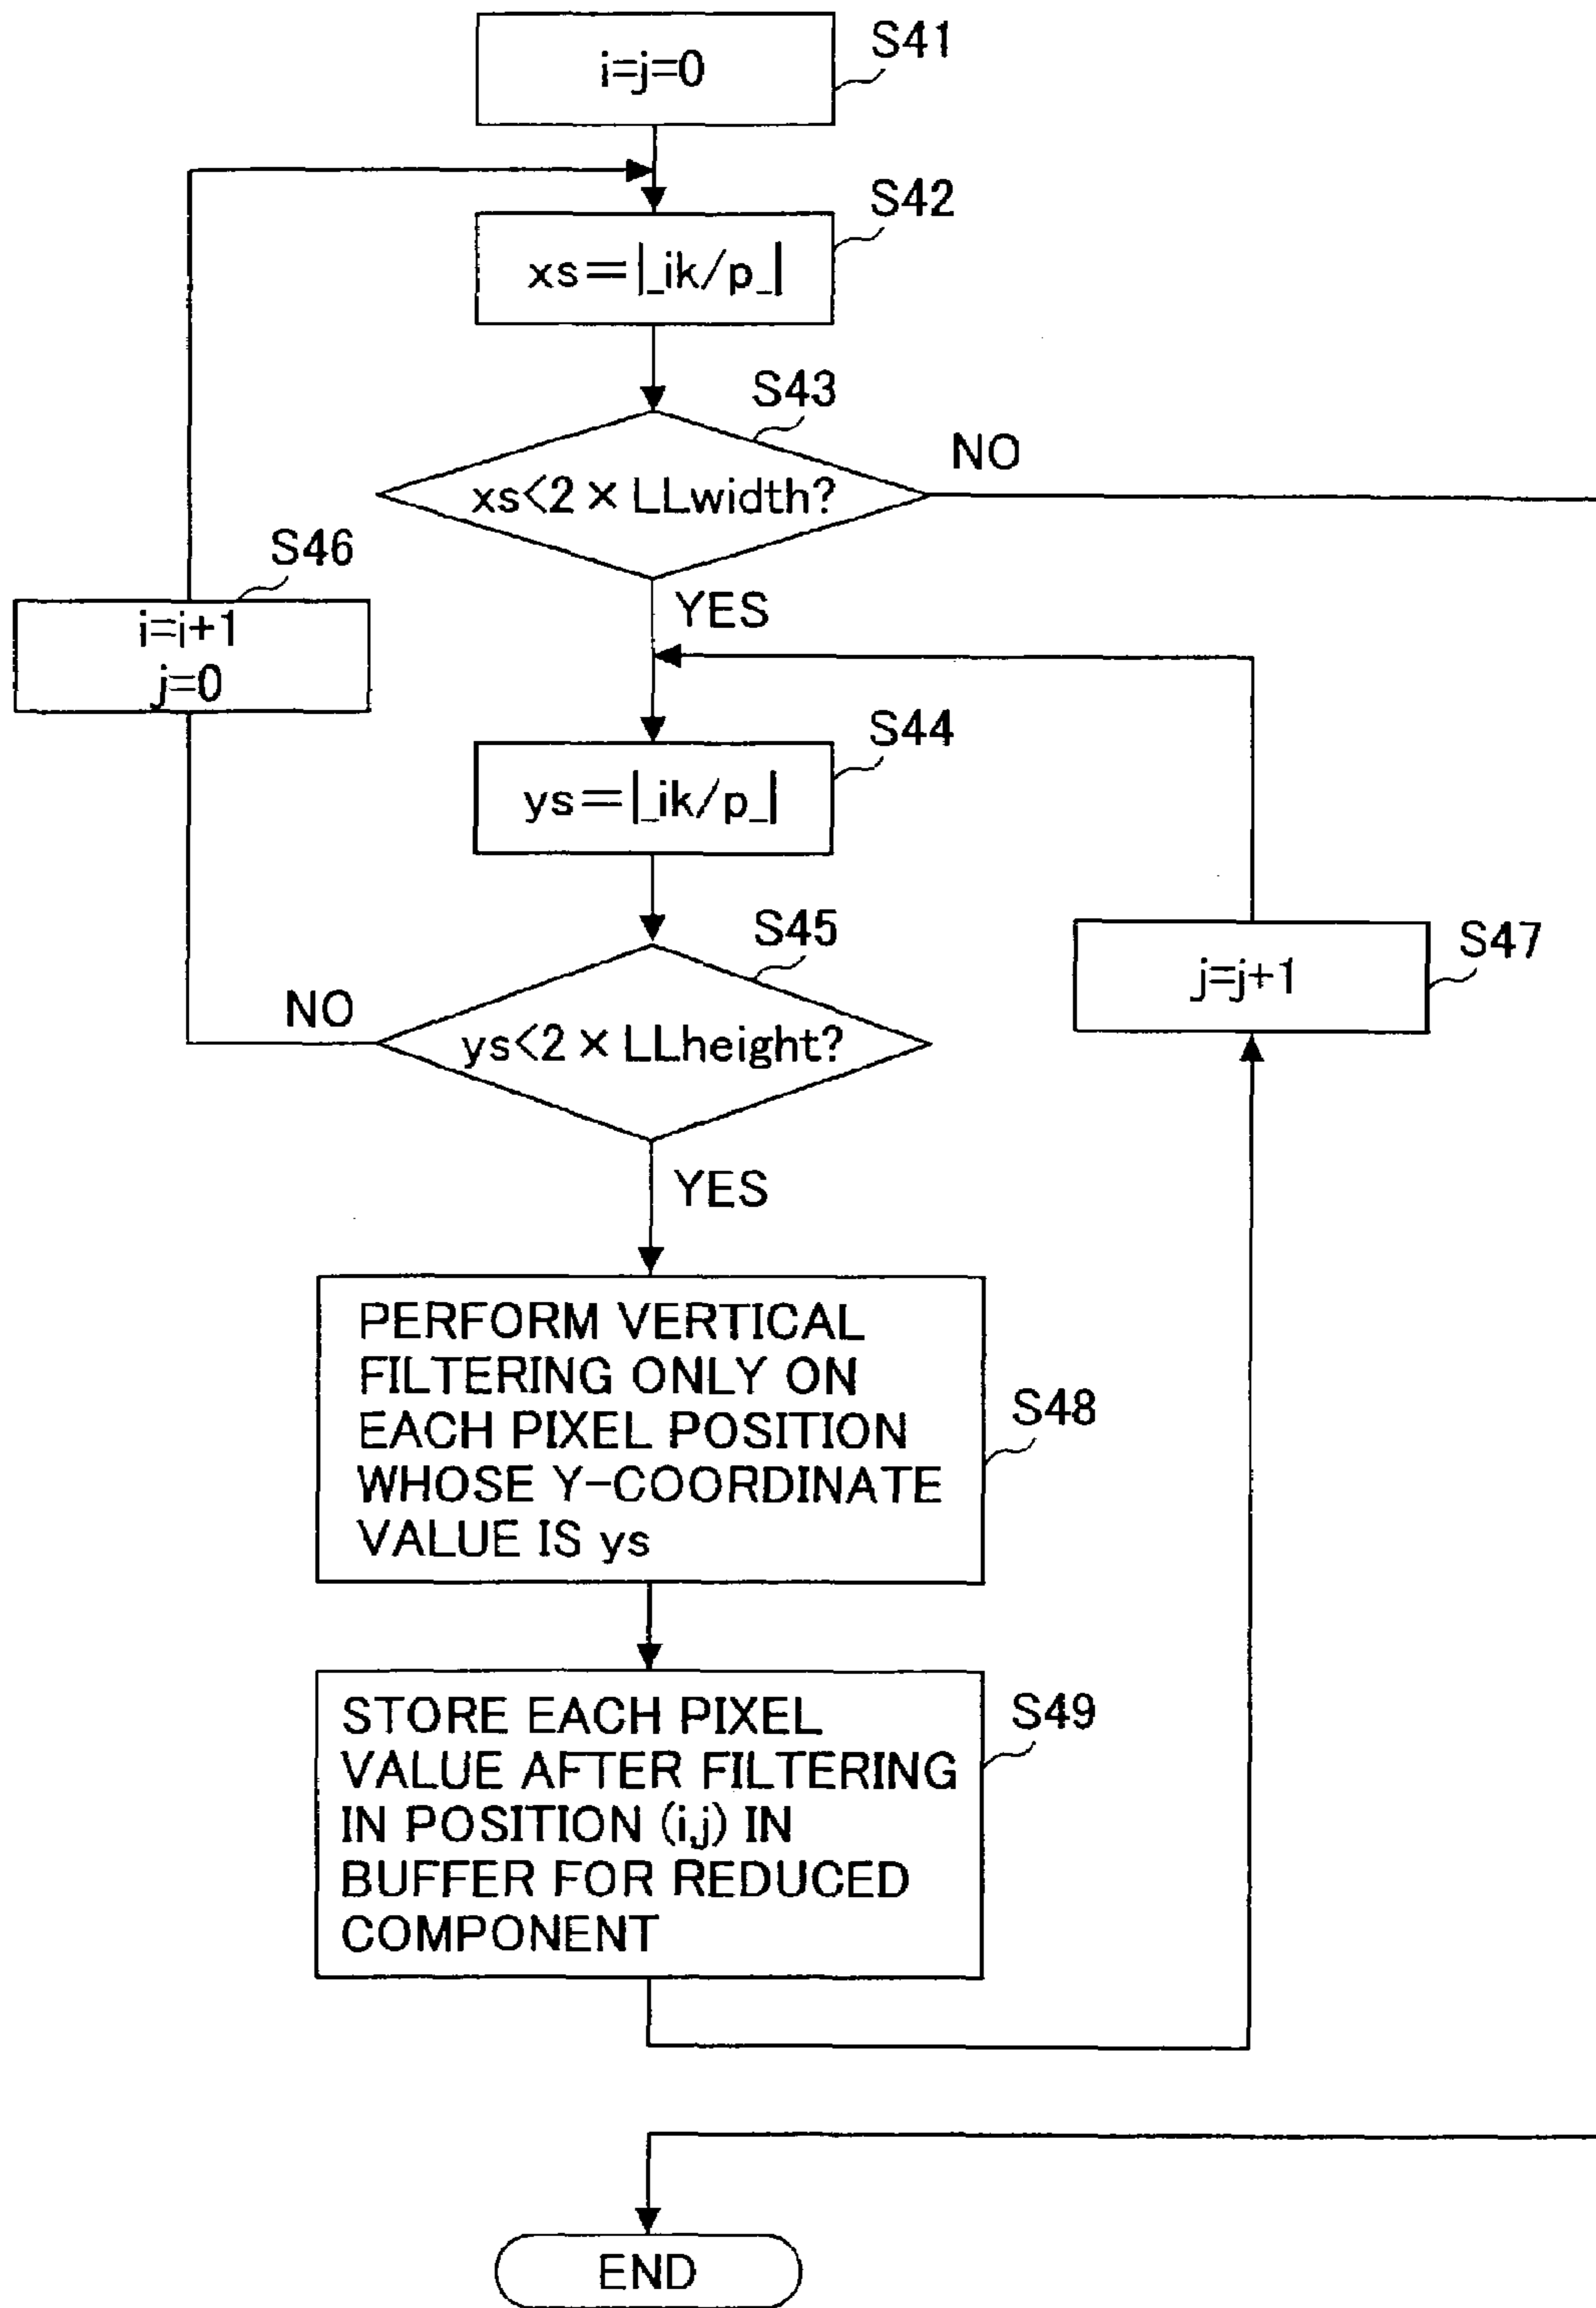 S41
i=j=0
S42
xs=|_ik/p_|
S43
xs<2 × LLwidth?
NO
YES
S46
i=i+1
j=0
S44
ys=|_ik/p_|
S45
ys<2 × LLheight?
NO
YES
S47
j=j+1
PERFORM VERTICAL
FILTERING ONLY ON
EACH PIXEL POSITION
WHOSE Y-COORDINATE
VALUE IS ys
S48
STORE EACH PIXEL
VALUE AFTER FILTERING
IN POSITION (i,j) IN
BUFFER FOR REDUCED
COMPONENT
S49
END